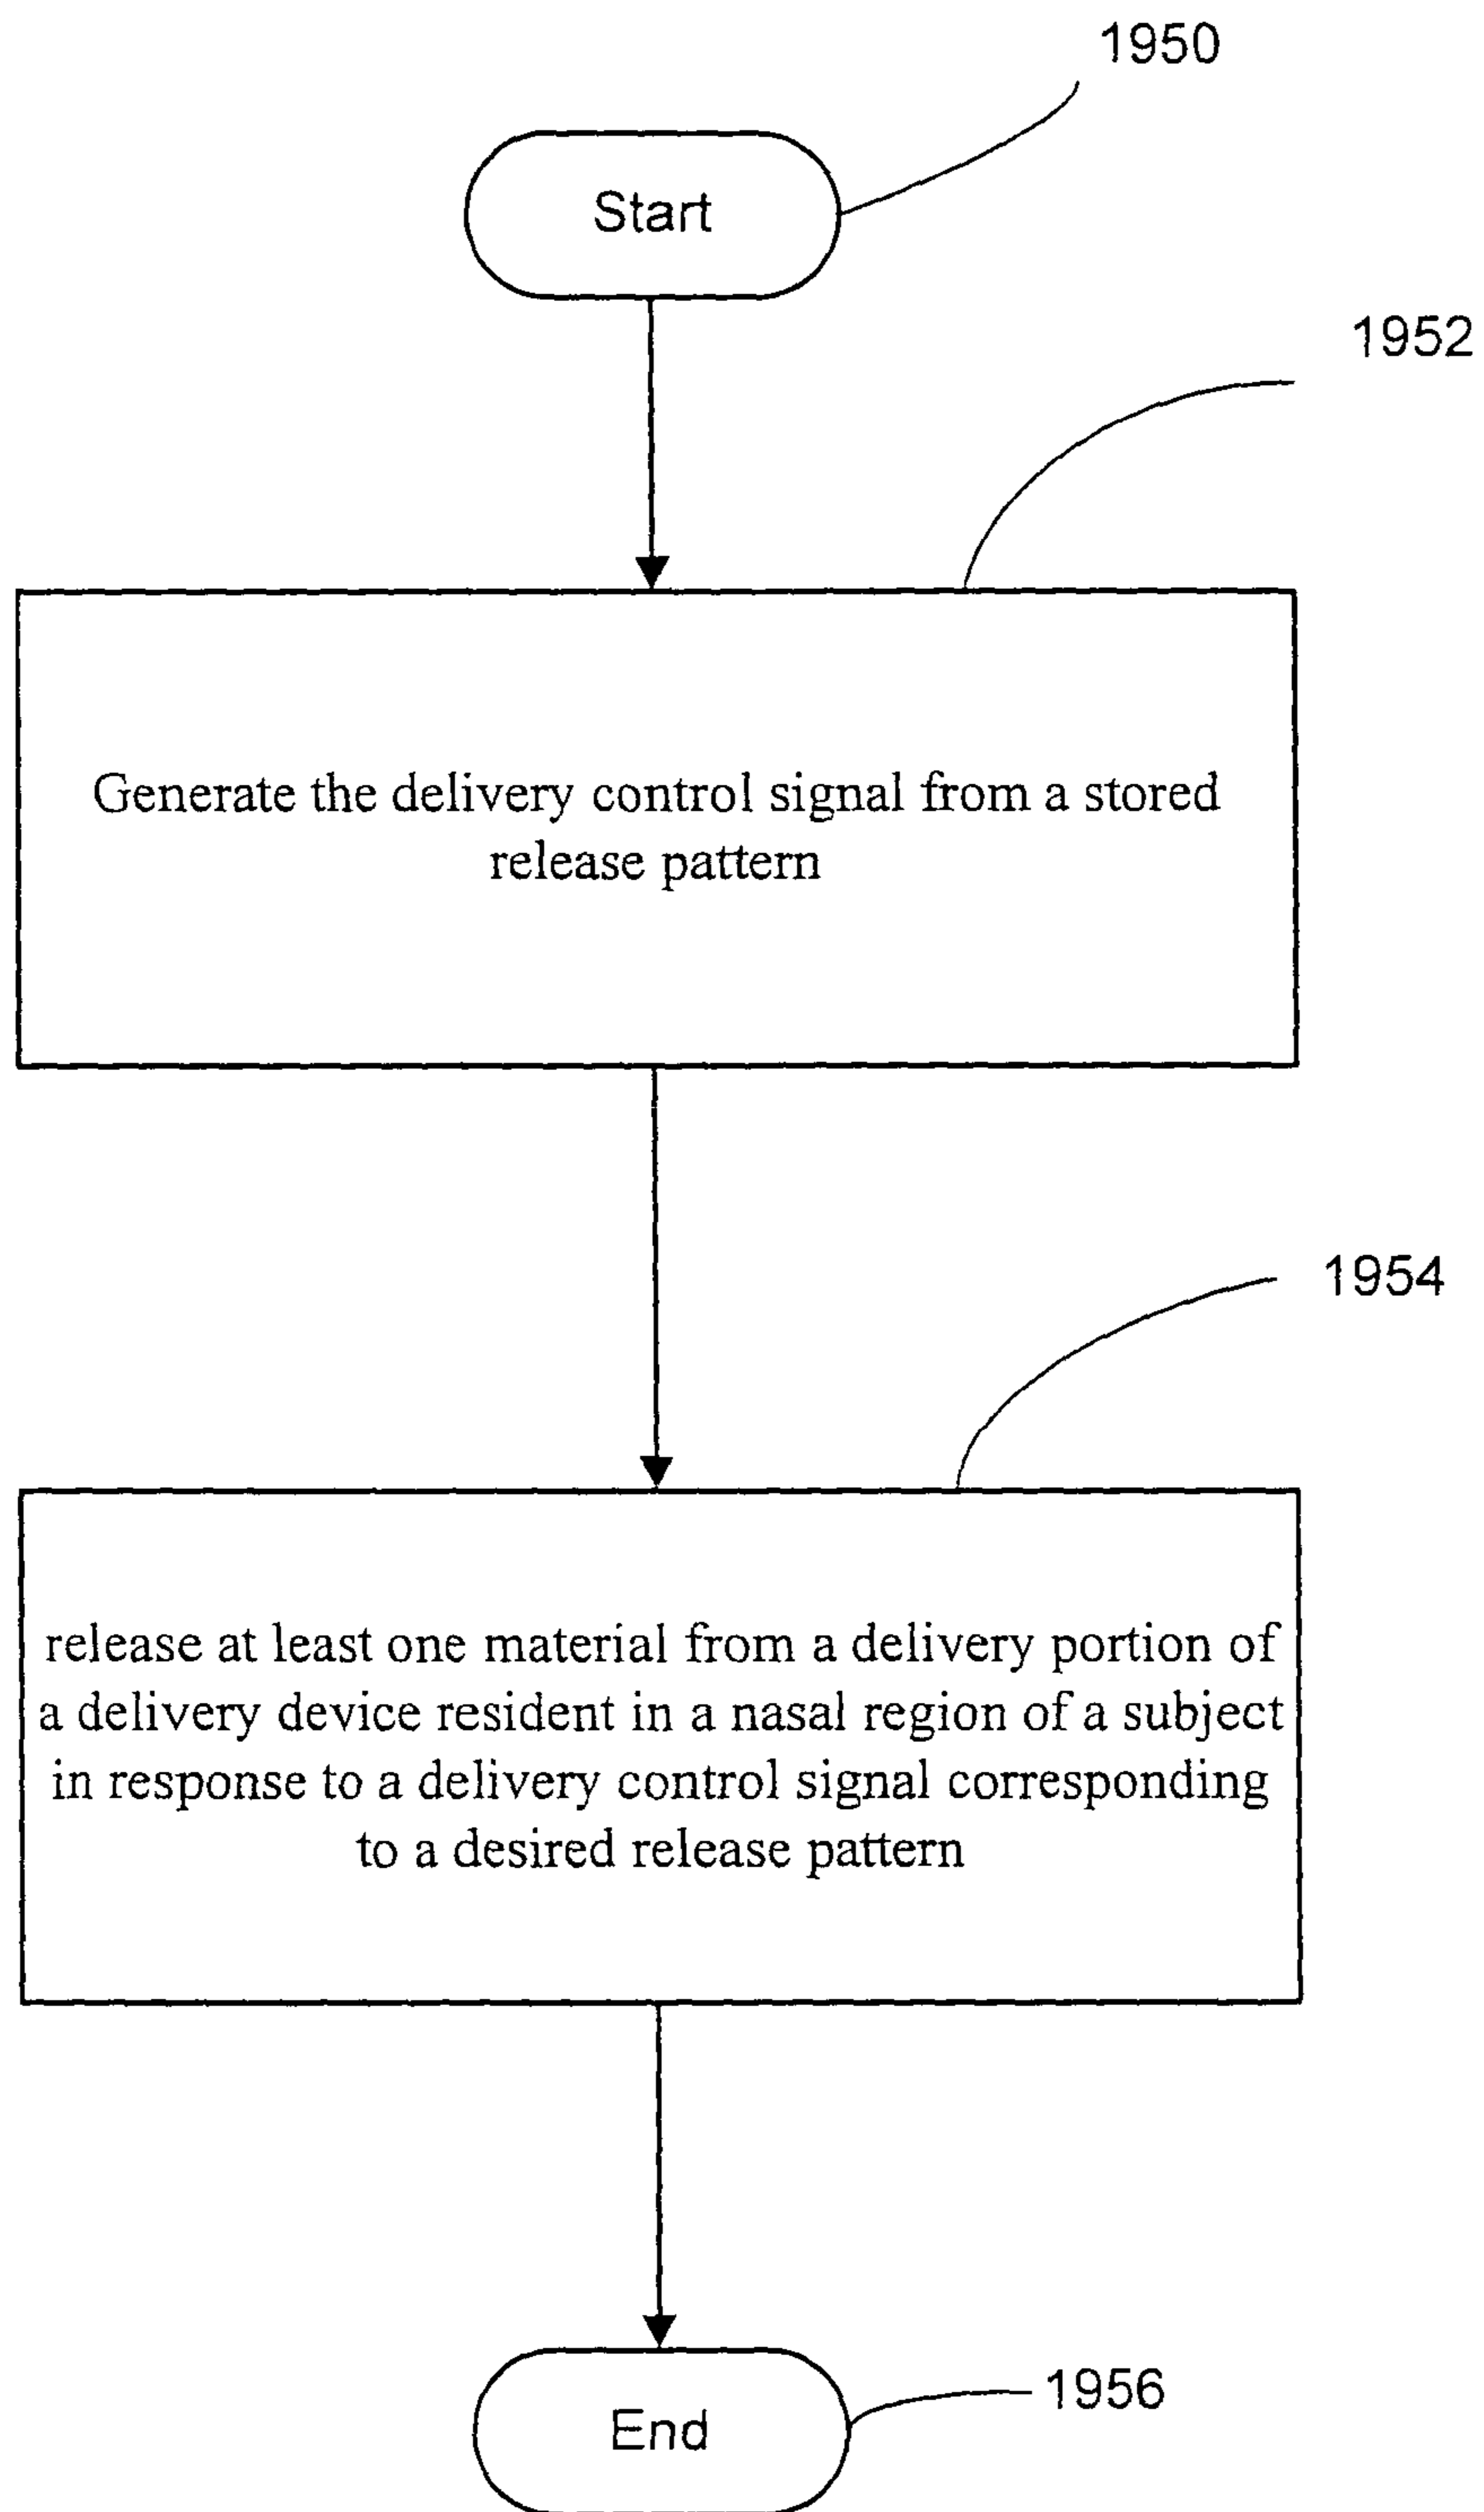 1950
Start
1952
Generate the delivery control signal from a stored
release pattern
1954
release at least one material from a delivery portion of
a delivery device resident in a nasal region of a subject
in response to a delivery control signal corresponding
to a desired release pattern
1956
End